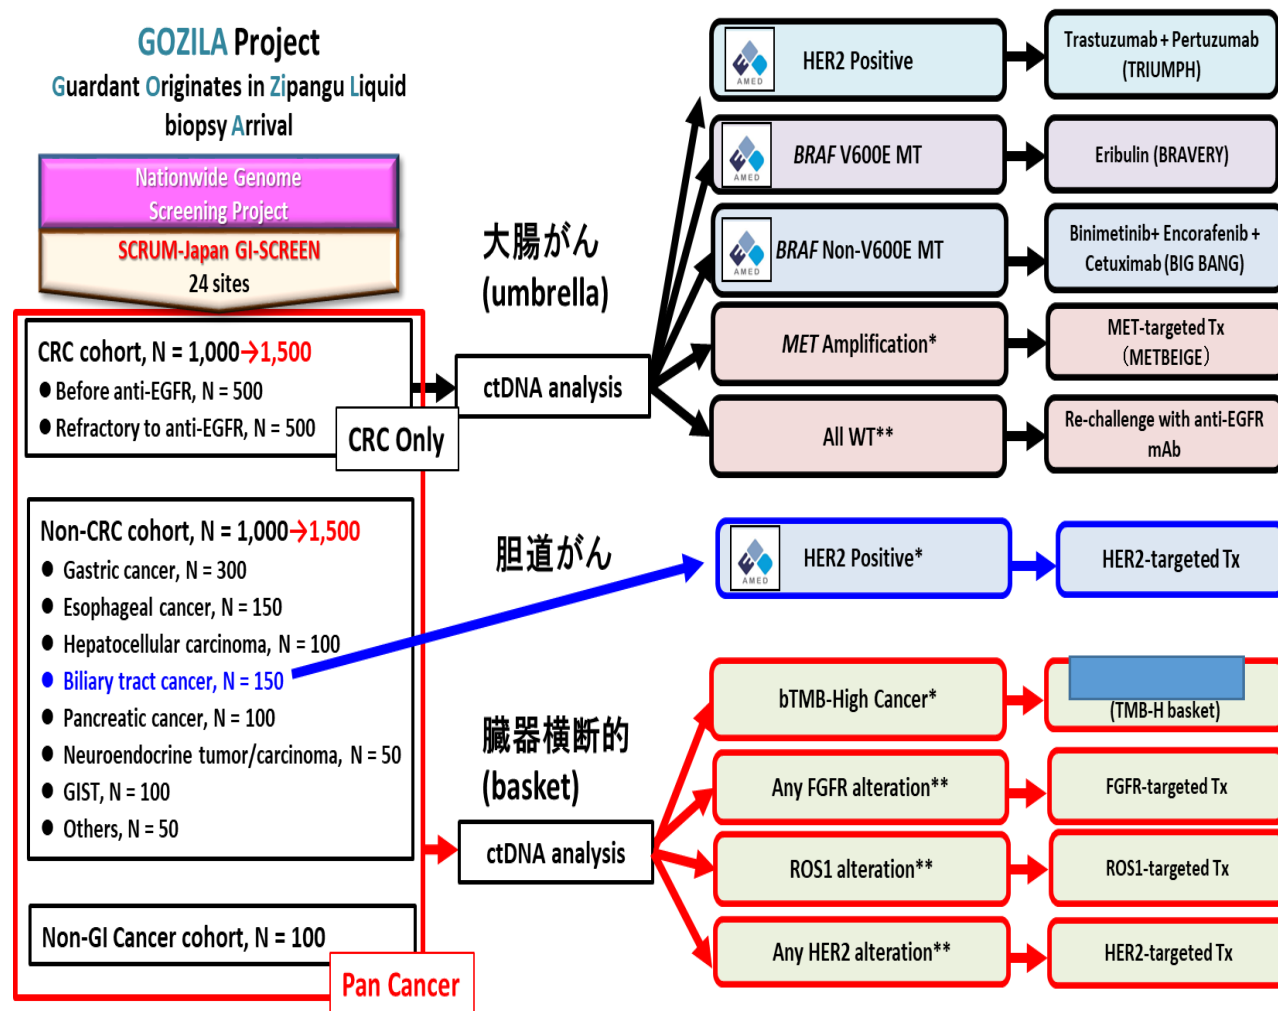 GOZILA Project
Guardant Originates in Zipangu Liquid
biopsy Arrival
Nationwide Genome
Screening Project
SCRUM-Japan GI-SCREEN
24 sites
CRC cohort, N = 1,000→1,500
● Before anti-EGFR, N = 500
● Refractory to anti-EGFR, N = 500
CRC Only
Non-CRC cohort, N = 1,000→1,500
● Gastric cancer, N = 300
● Esophageal cancer, N = 150
● Hepatocellular carcinoma, N = 100
● Biliary tract cancer, N = 150
● Pancreatic cancer, N = 100
● Neuroendocrine tumor/carcinoma, N = 50
● GIST, N = 100
● Others, N = 50
Non-GI Cancer cohort, N = 100
Pan Cancer
大腸がん
(umbrella)
ctDNA analysis
AMED
HER2 Positive
Trastuzumab + Pertuzumab
(TRIUMPH)
AMED
BRAF V600E MT
Eribulin (BRAVERY)
AMED
BRAF Non-V600E MT
Binimetinib+ Encorafenib +
Cetuximab (BIG BANG)
MET Amplification*
MET-targeted Tx
（METBEIGE）
All WT**
Re-challenge with anti-EGFR
mAb
胆道がん
AMED
HER2 Positive*
HER2-targeted Tx
臓器横断的
(basket)
ctDNA analysis
bTMB-High Cancer*
(TMB-H basket)
Any FGFR alteration**
FGFR-targeted Tx
ROS1 alteration**
ROS1-targeted Tx
Any HER2 alteration**
HER2-targeted Tx